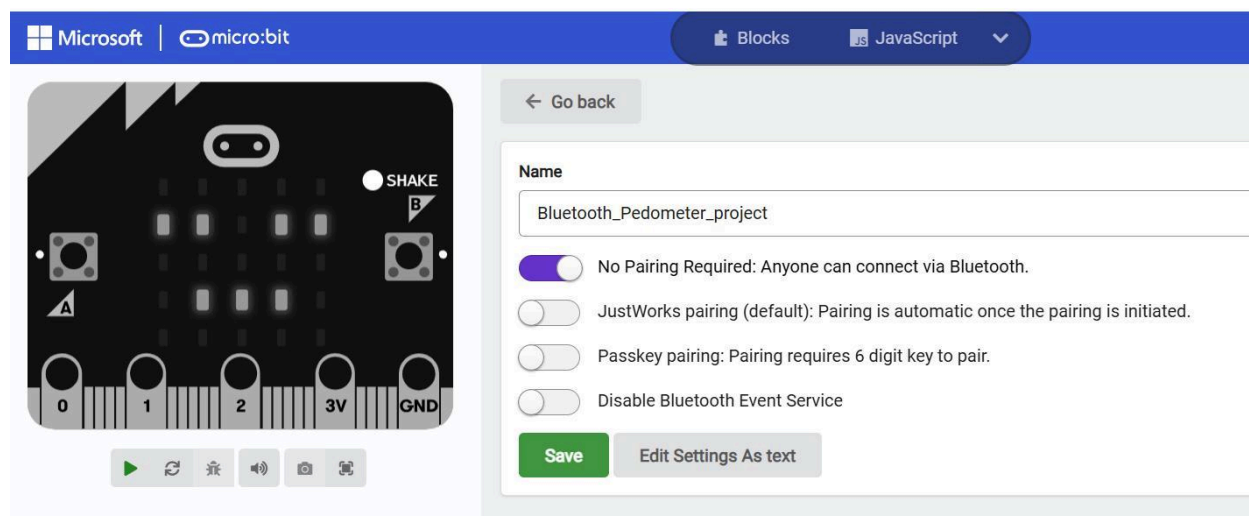 Microsoft micro:bit Blocks JS JavaScript
Go back
Name
Bluetooth_Pedometer_project
No Pairing Required: Anyone can connect via Bluetooth.
JustWorks pairing (default): Pairing is automatic once the pairing is initiated.
Passkey pairing: Pairing requires 6 digit key to pair.
Disable Bluetooth Event Service
Save Edit Settings As text
SHAKE
B
A
0 1 2 3V GND